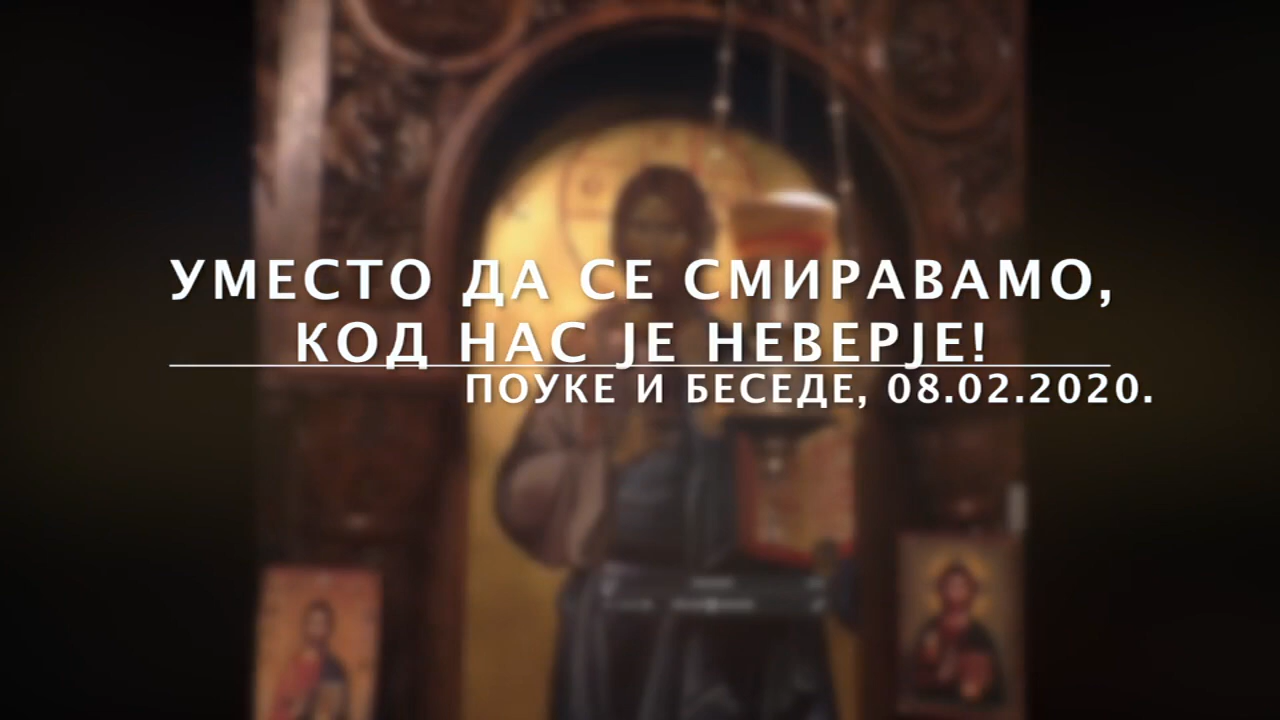 УМЕСТО ДА СЕ СМИРАВАМО,
КОД НАС ЈЕ НЕВЕРЈЕ!
ПОУКЕ И БЕСЕДЕ, 08.02.2020.